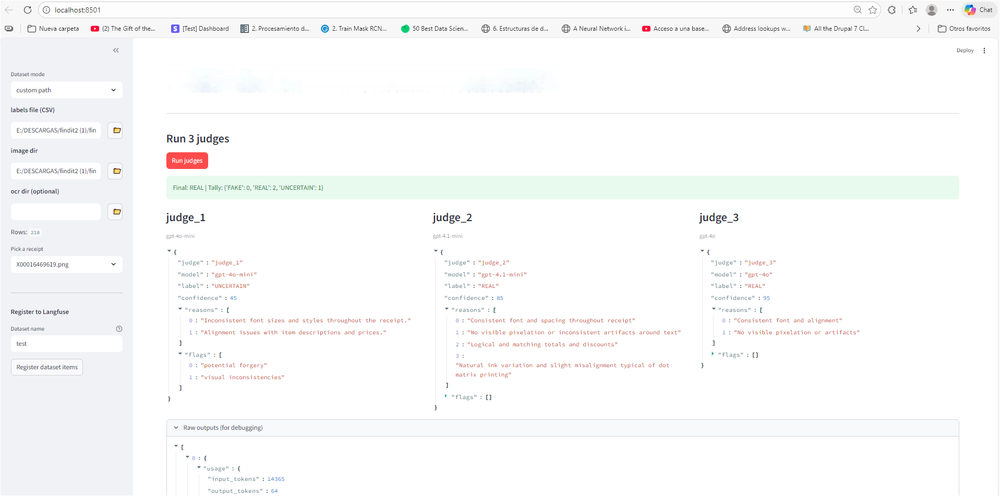 localhost:8501
Chat
Nueva carpeta
(2) The Gift of the...
[Test] Dashboard
2. Procesamiento d...
2. Train Mask RCN...
50 Best Data Scien...
6. Estructuras de d...
A Neural Network i...
Acceso a una base...
Address lookups w...
All the Drupal 7 Cl...
Otros favoritos
Deploy
Dataset mode
custom path
labels file (CSV)
E:/DESCARGAS/findit2 (1)/fin
image dir
E:/DESCARGAS/findit2 (1)/fin
ocr dir (optional)
Rows: 218
Pick a receipt
X00016469619.png
Register to Langfuse
Dataset name
test
Register dataset items
Run 3 judges
Run judges
Final: REAL | Tally: {'FAKE': 0, 'REAL': 2, 'UNCERTAIN': 1}
judge_1
gpt-4o-mini
{
"judge" : "judge_1"
"model" : "gpt-4o-mini"
"label" : "UNCERTAIN"
"confidence" : 45
"reasons" : [
0 : "Inconsistent font sizes and styles throughout the receipt."
1 : "Alignment issues with item descriptions and prices."
]
"flags" : [
0 : "potential forgery"
1 : "visual inconsistencies"
]
}
judge_2
gpt-4.1-mini
{
"judge" : "judge_2"
"model" : "gpt-4.1-mini"
"label" : "REAL"
"confidence" : 85
"reasons" : [
0 : "Consistent font and spacing throughout receipt"
1 : "No visible pixelation or inconsistent artifacts around text"
2 : "Logical and matching totals and discounts"
3 :
"Natural ink variation and slight misalignment typical of dot
matrix printing"
]
"flags" : []
}
judge_3
gpt-4o
{
"judge" : "judge_3"
"model" : "gpt-4o"
"label" : "REAL"
"confidence" : 95
"reasons" : [
0 : "Consistent font and alignment"
1 : "No visible pixelation or artifacts"
]
"flags" : []
}
Raw outputs (for debugging)
[
0 : {
"usage" : {
"input_tokens" : 14365
"output_tokens" : 64